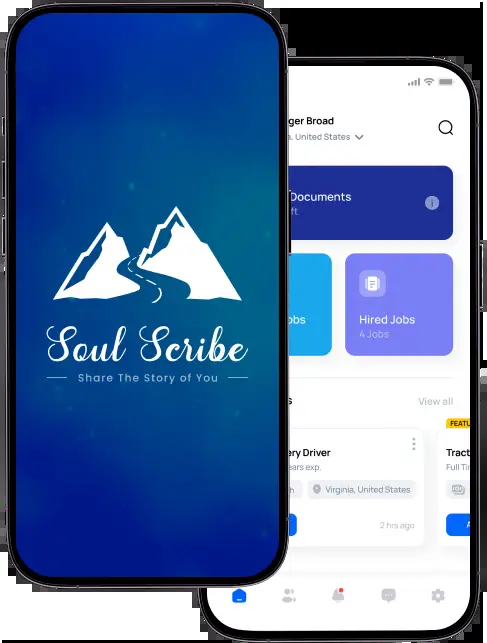 Soul Scribe
Share The Story of You
ger Broad
a, United States
Documents
ft
obs
Hired Jobs
4 Jobs
s
View all
ery Driver
ears exp.
h
Virginia, United States
2 hrs ago
FEATU
Tract
Full Tir
A